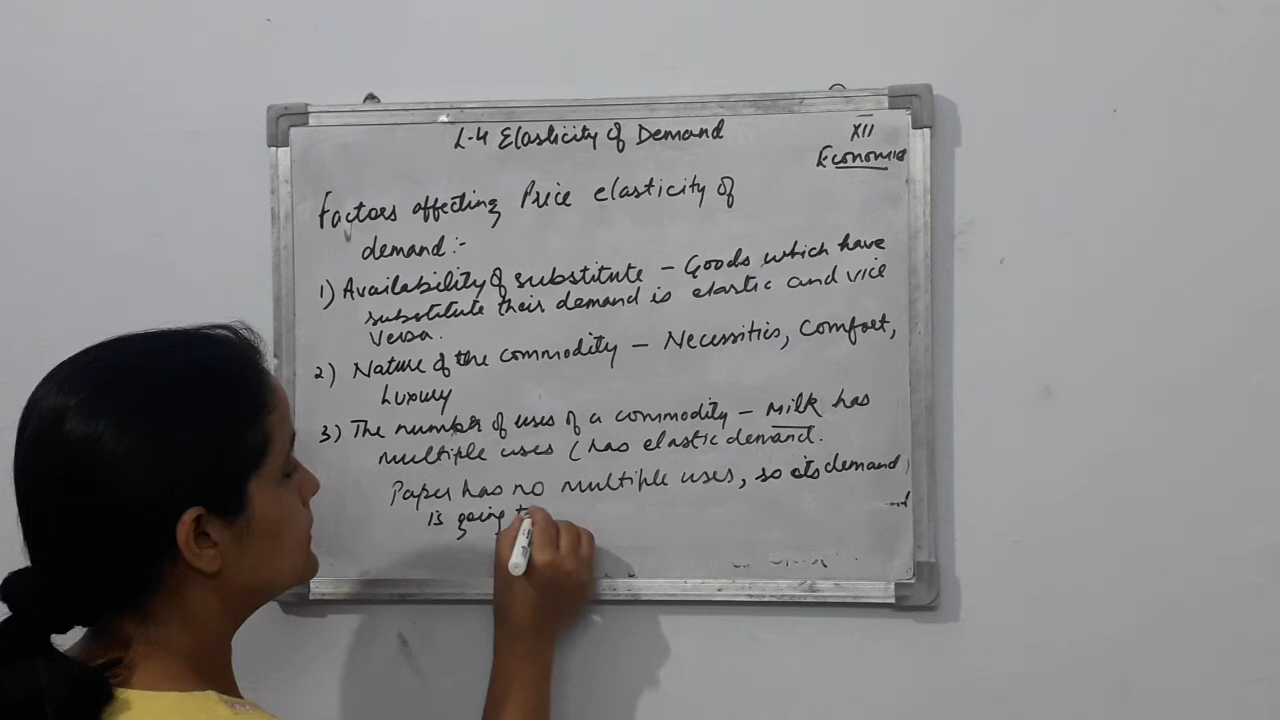 L-4 Elasticity of Demand
XII
Economics
Factors affecting Price elasticity of
demand :-
1) Availability of substitute - Goods which have
substitute their demand is elastic and vice
versa.
2) Nature of the commodity - Necessities, Comfort,
Luxury
3) The number of uses of a commodity - Milk has
multiple uses (has elastic demand.
Paper has no multiple uses, so its demand
is going